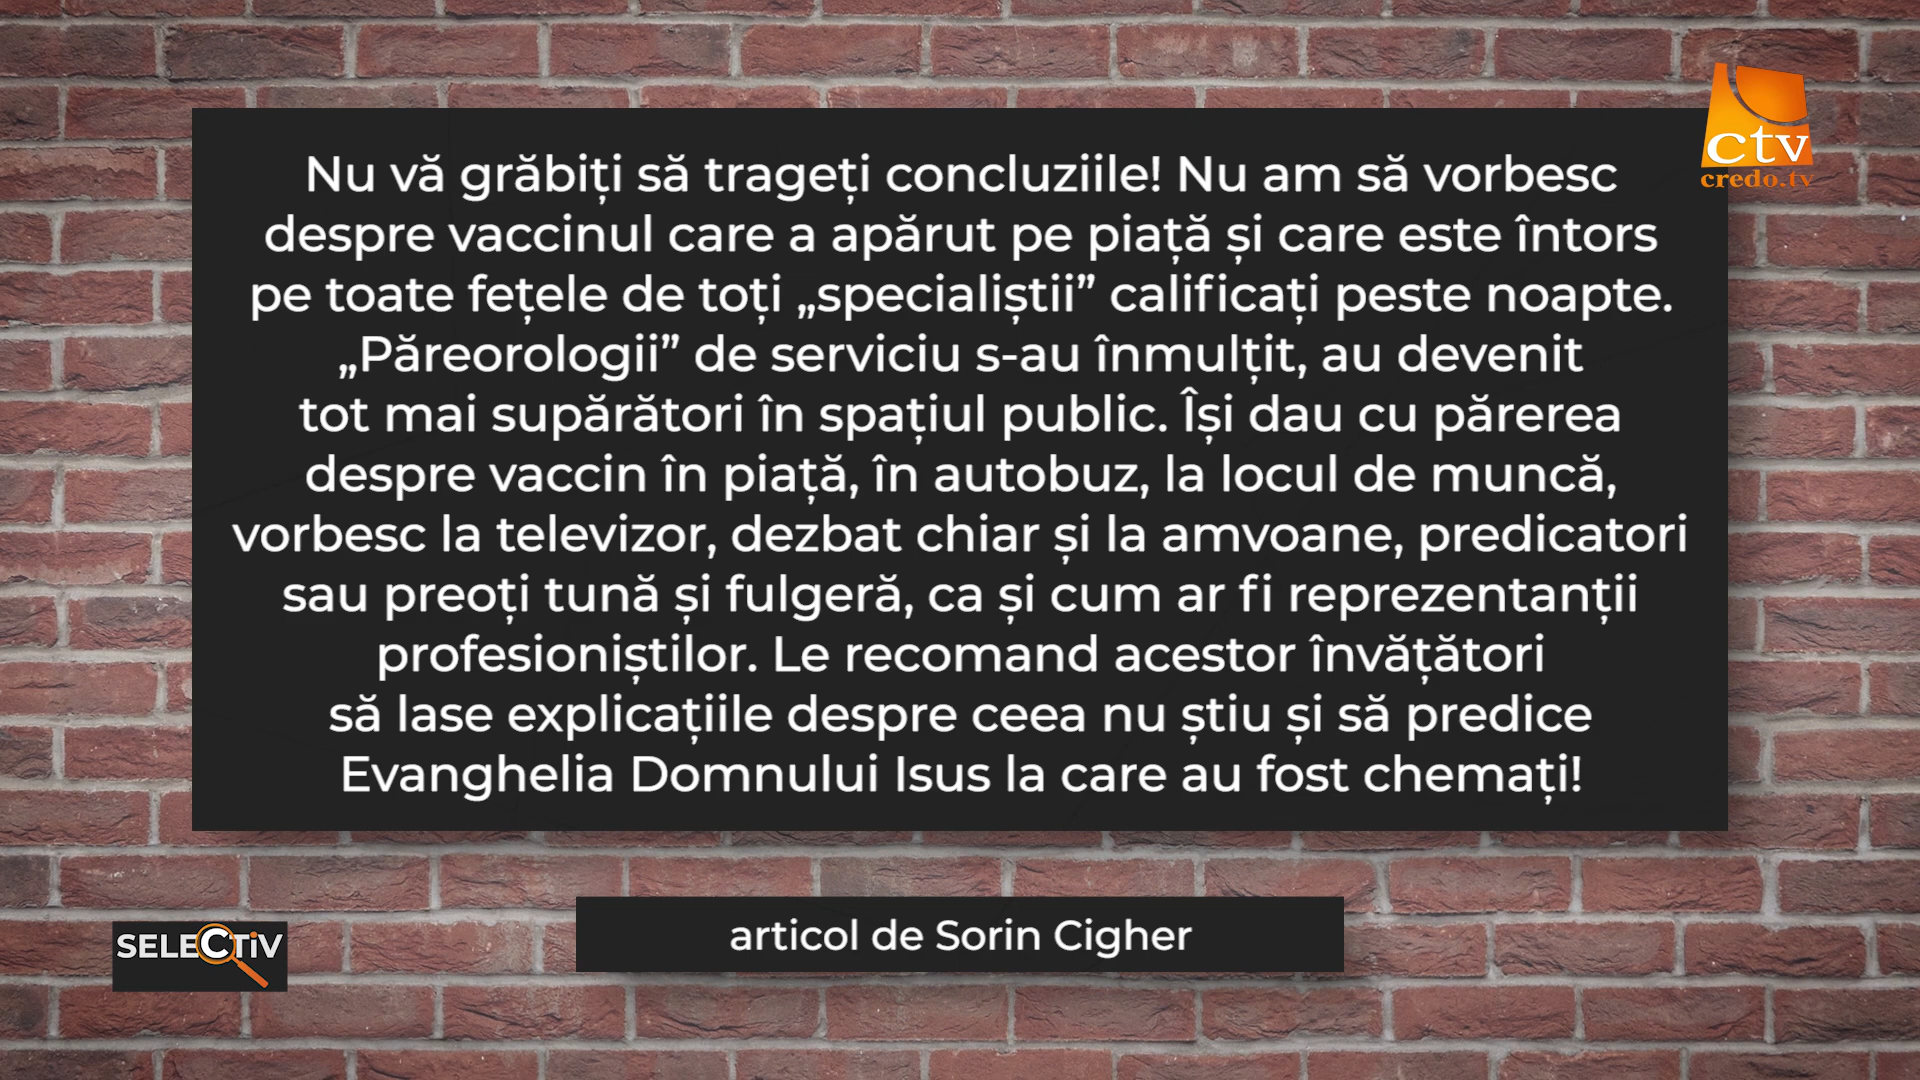 ctv
credo.tv
Nu vă grăbiți să trageți concluziile! Nu am să vorbesc
despre vaccinul care a apărut pe piață și care este întors
pe toate fețele de toți „specialiștii” calificați peste noapte.
„Păreorologii” de serviciu s-au înmulțit, au devenit
tot mai supărători în spațiul public. Își dau cu părerea
despre vaccin în piață, în autobuz, la locul de muncă,
vorbesc la televizor, dezbat chiar și la amvoane, predicatori
sau preoți tună și fulgeră, ca și cum ar fi reprezentanții
profesioniștilor. Le recomand acestor învățători
să lase explicațiile despre ceea nu știu și să predice
Evanghelia Domnului Isus la care au fost chemați!
articol de Sorin Cigher
SELECTiV